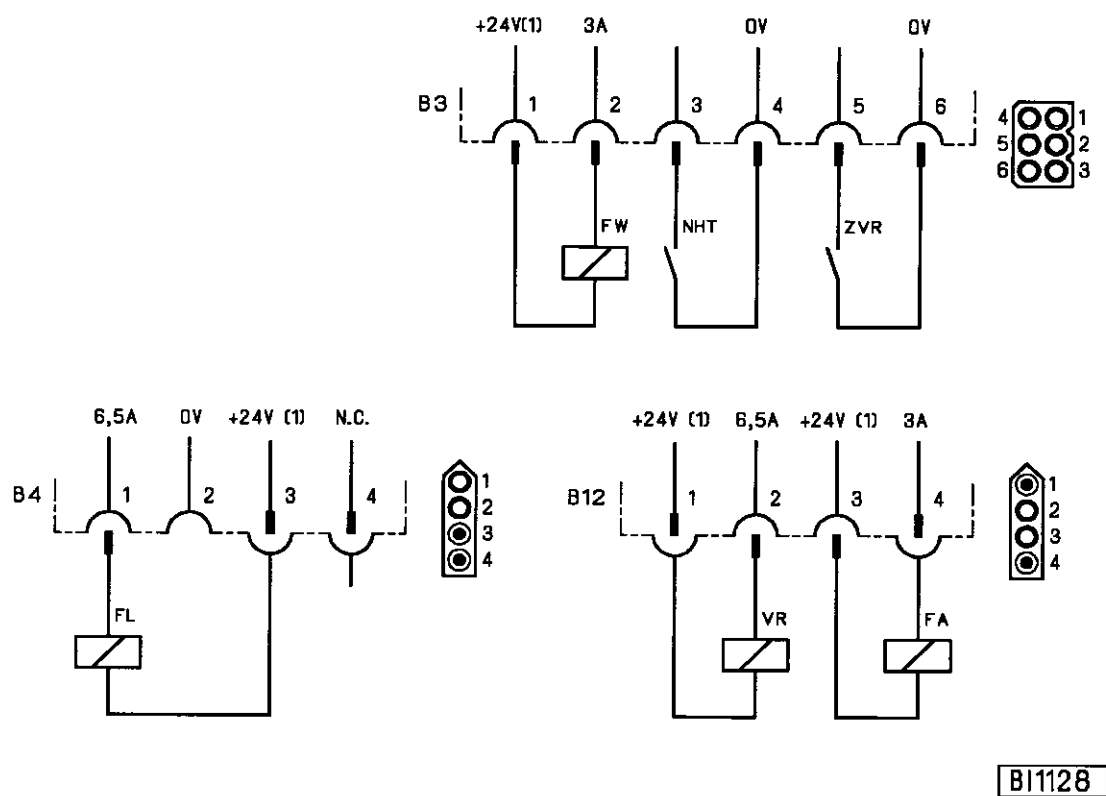 +24V(1) 3A 0V 0V
B3 1 2 3 4 5 6
4 1
5 2
6 3
FW NHT ZVR
6,5A 0V +24V (1) N.C.
B4 1 2 3 4
1
2
3
4
FL
+24V (1) 6,5A +24V (1) 3A
B12 1 2 3 4
1
2
3
4
VR FA
BI1128